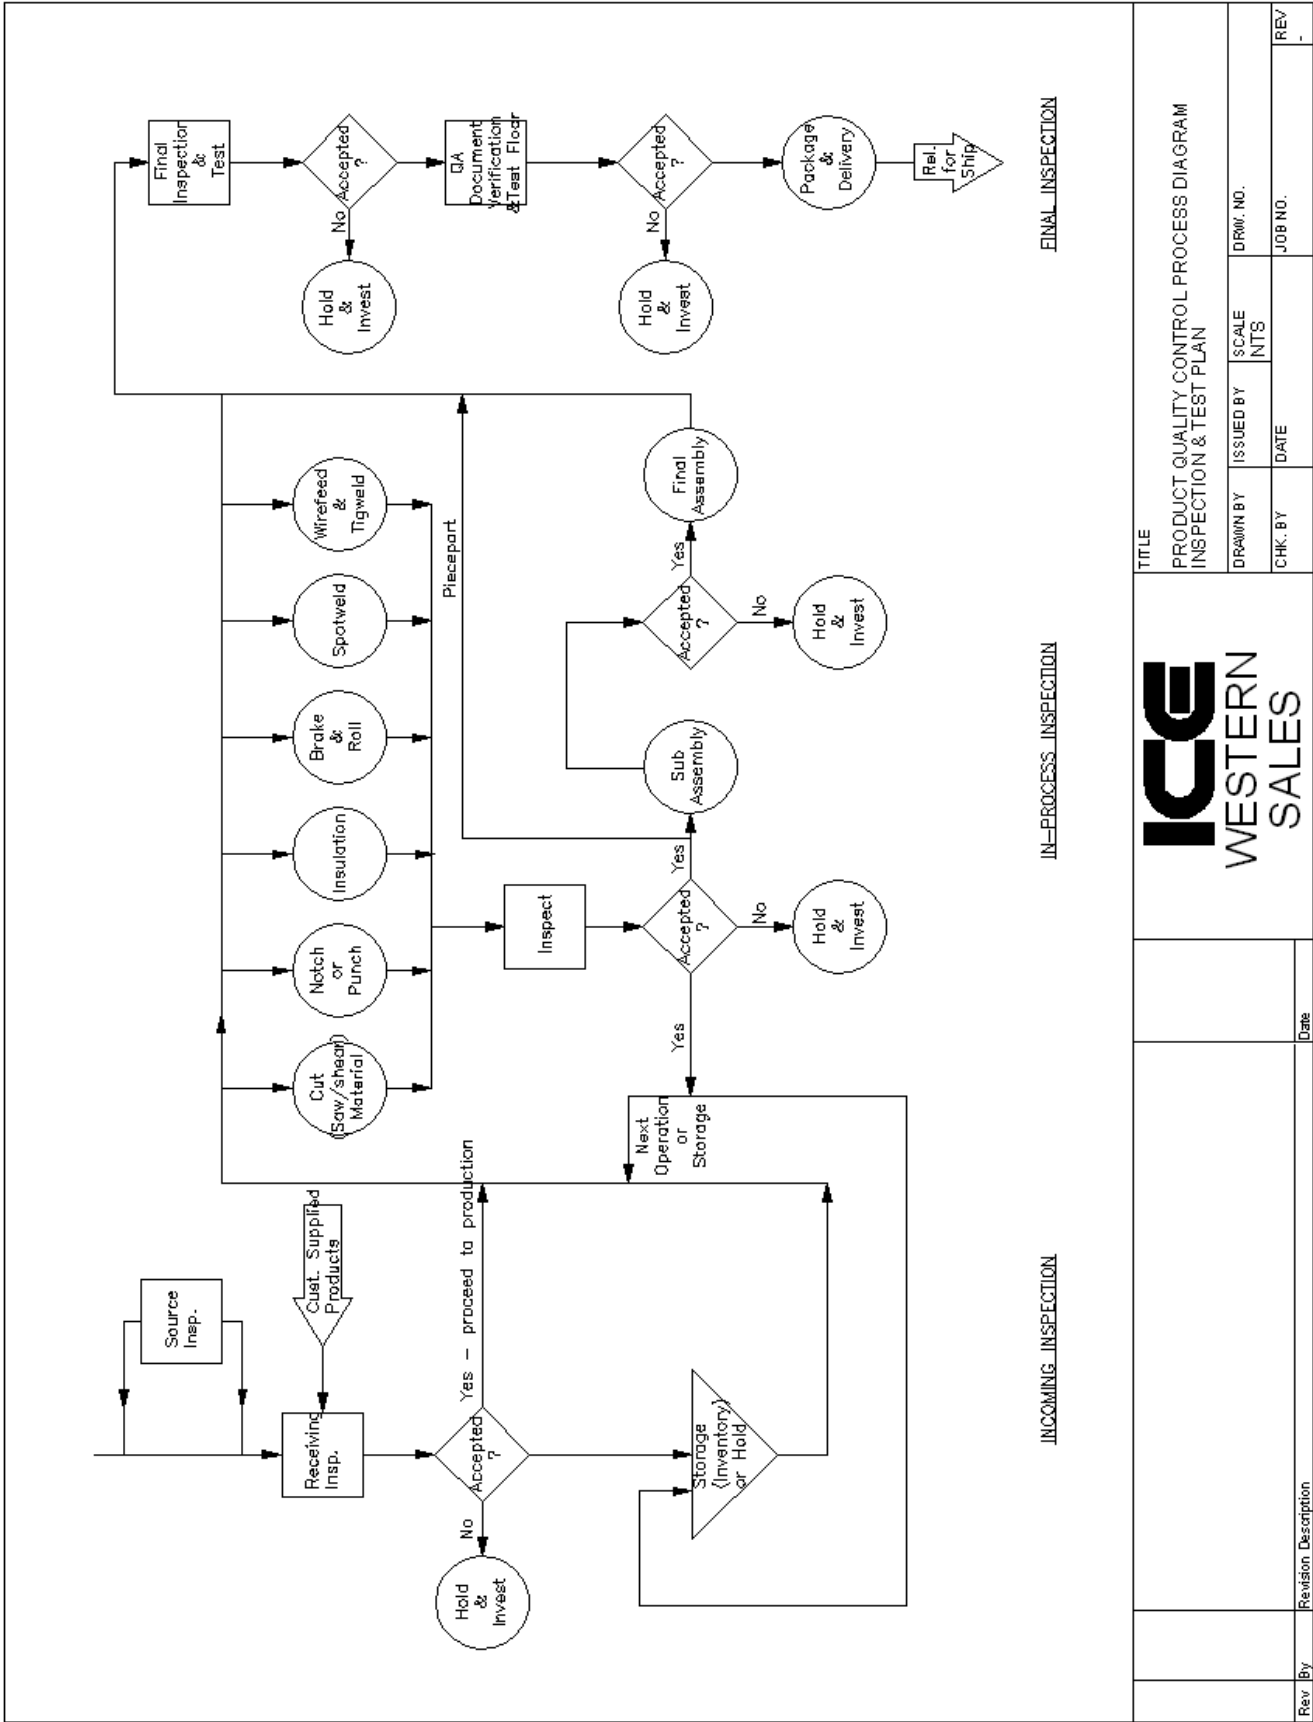 Source
Insp.
Cust. Supplied
Products
Receiving
Insp.
Accepted
?
Yes - proceed to production
No
Hold
&
Invest
Storage
(Inventory)
or Hold
Next
Operation
or
Storage
INCOMING INSPECTION
Cut
(Saw/shear)
Material
Notch
or
Punch
Insulation
Brake
&
Roll
Spotweld
Wirefeed
&
Tigweld
Inspect
Piecepart
Accepted
?
Yes
Yes
No
Hold
&
Invest
Sub
Assembly
Accepted
?
Yes
No
Hold
&
Invest
Final
Assembly
IN-PROCESS INSPECTION
Final
Inspection
&
Test
Accepted
?
No
Hold
&
Invest
QA
Document
Verification
&Test Floor
Accepted
?
No
Hold
&
Invest
Package
&
Delivery
Rel.
for
Ship
FINAL INSPECTION
Rev
By
Revision Description
Date
ICE
WESTERN
SALES
TITLE
PRODUCT QUALITY CONTROL PROCESS DIAGRAM
INSPECTION & TEST PLAN
DRAWN BY
ISSUED BY
SCALE
NTS
DRW. NO.
CHK. BY
DATE
JOB NO.
REV
-